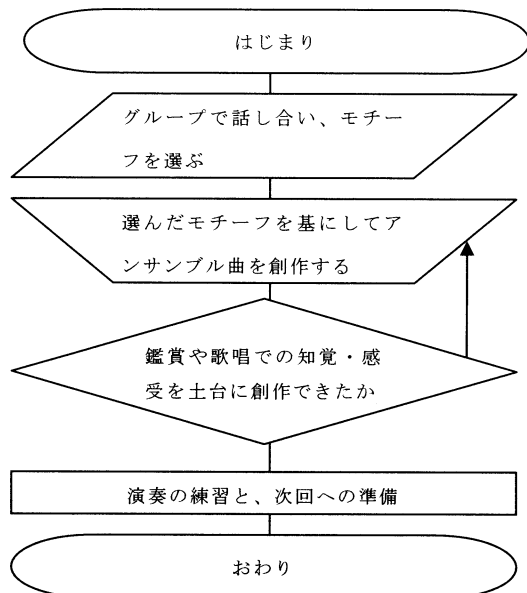 はじまり
グループで話し合い、モチー
フを選ぶ
選んだモチーフを基にしてア
ンサンブル曲を創作する
鑑賞や歌唱での知覚・感
受を土台に創作できたか
演奏の練習と、次回への準備
おわり